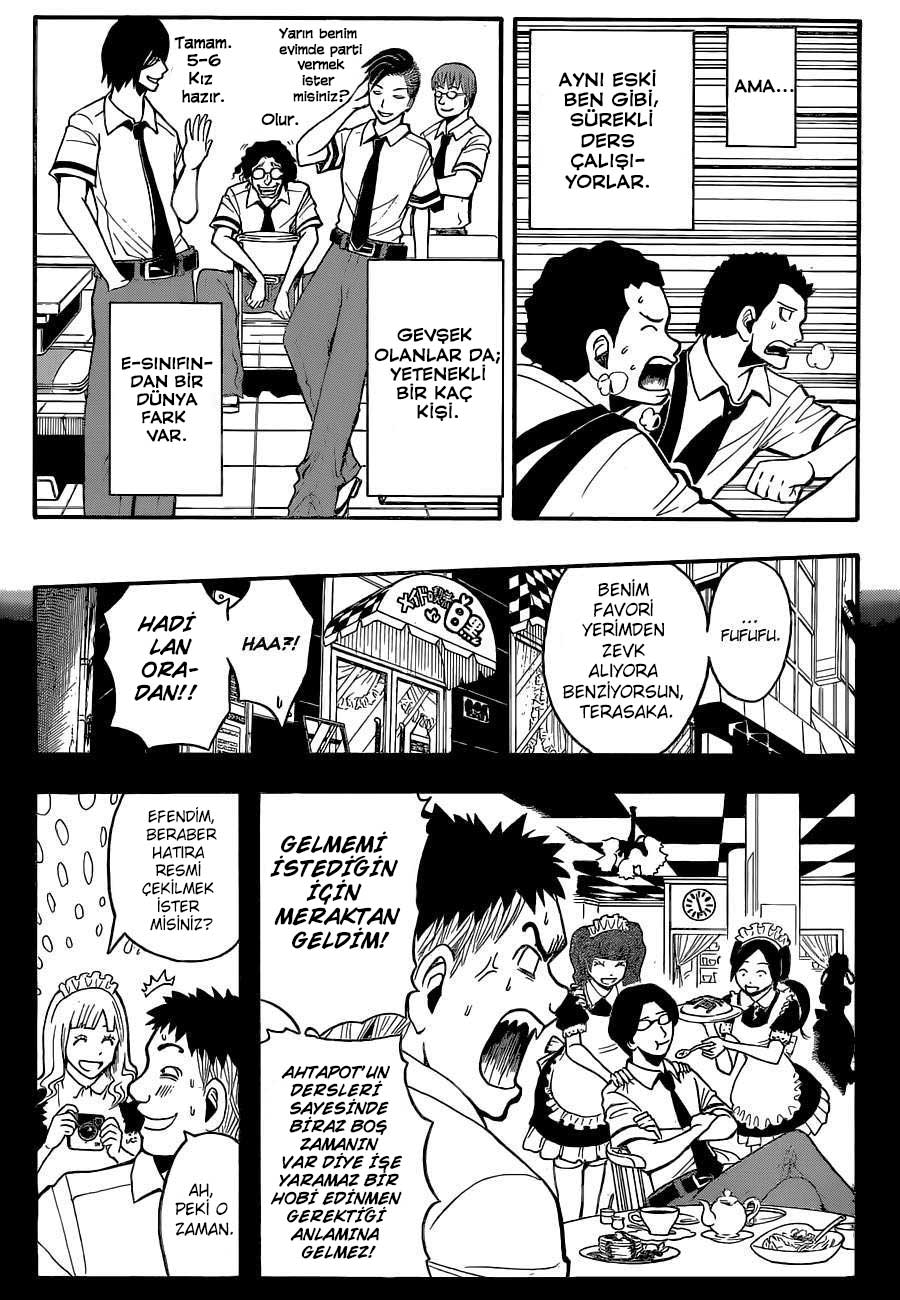 AMA...
AYNI ESKİ
BEN GİBİ,
SÜREKLİ
DERS
ÇALIŞI-
YORLAR.
Yarın benim
evimde parti
vermek
ister
misiniz?
Olur.
Tamam.
5-6
Kız
hazır.
GEVŞEK
OLANLAR DA;
YETENEKLİ
BİR KAÇ
KİŞİ.
E-SINIFIN-
DAN BİR
DÜNYA
FARK
VAR.
...
FUFUFU.
BENİM
FAVORİ
YERİMDEN
ZEVK
ALIYORA
BENZİYORSUN,
TERASAKA.
HAA?!
HADİ
LAN
ORA-
DAN!!
GELMEMİ
İSTEDİĞİN
İÇİN
MERAKTAN
GELDİM!
AHTAPOT'UN
DERSLERİ
SAYESİNDE
BİRAZ BOŞ
ZAMANIN
VAR DİYE İŞE
YARAMAZ BİR
HOBİ EDİNMEN
GEREKTİĞİ
ANLAMINA
GELMEZ!
EFENDİM,
BERABER
HATIRA
RESMİ
ÇEKİLMEK
İSTER
MİSİNİZ?
AH,
PEKİ O
ZAMAN.